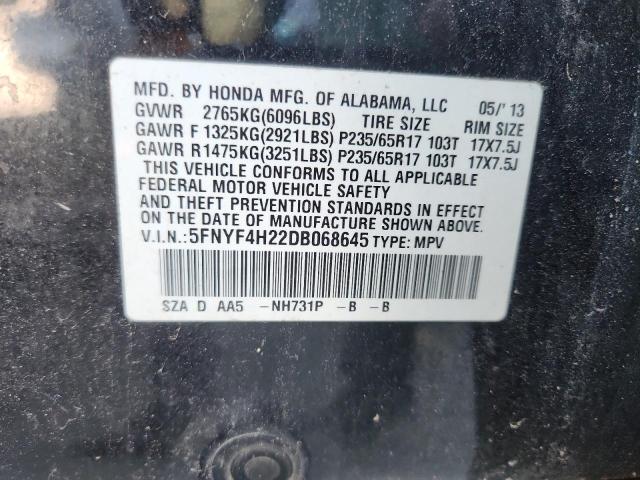 MFD. BY HONDA MFG. OF ALABAMA, LLC 05/'13
GVWR 2765KG(6096LBS) TIRE SIZE RIM SIZE
GAWR F 1325KG(2921LBS) P235/65R17 103T 17X7.5J
GAWR R1475KG(3251LBS) P235/65R17 103T 17X7.5J
THIS VEHICLE CONFORMS TO ALL APPLICABLE
FEDERAL MOTOR VEHICLE SAFETY
AND THEFT PREVENTION STANDARDS IN EFFECT
ON THE DATE OF MANUFACTURE SHOWN ABOVE.
V.I.N.:5FNYF4H22DB068645 TYPE: MPV
SZA D AA5 -NH731P -B -B